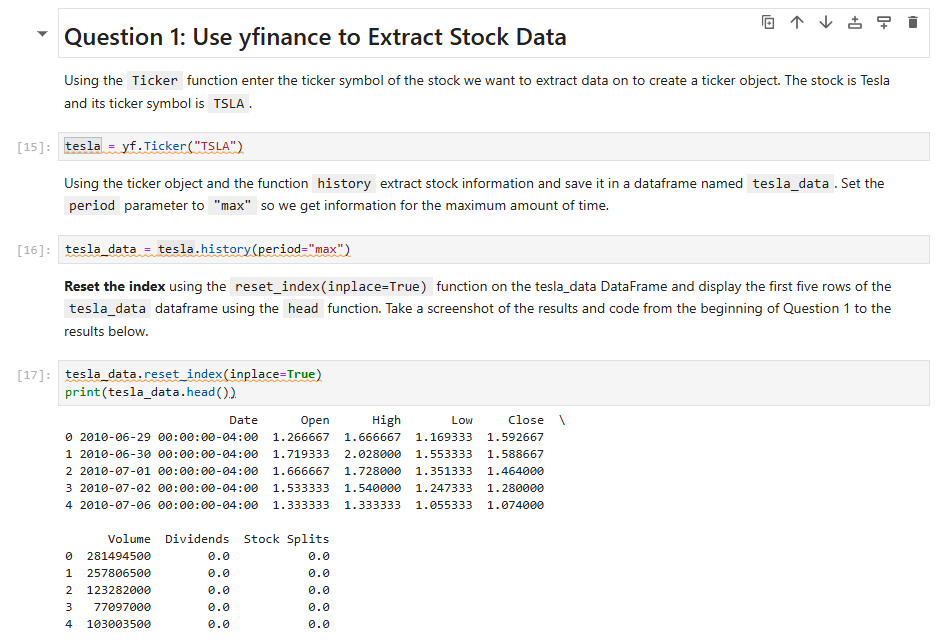 Question 1: Use yfinance to Extract Stock Data
Using the Ticker function enter the ticker symbol of the stock we want to extract data on to create a ticker object. The stock is Tesla
and its ticker symbol is TSLA.
[15]: tesla = yf.Ticker("TSLA")
Using the ticker object and the function history extract stock information and save it in a dataframe named tesla_data. Set the
period parameter to "max" so we get information for the maximum amount of time.
[16]: tesla_data = tesla.history(period="max")
Reset the index using the reset_index(inplace=True) function on the tesla_data DataFrame and display the first five rows of the
tesla_data dataframe using the head function. Take a screenshot of the results and code from the beginning of Question 1 to the
results below.
[17]: tesla_data.reset_index(inplace=True)
print(tesla_data.head())
Date Open High Low Close \
0 2010-06-29 00:00:00-04:00 1.266667 1.666667 1.169333 1.592667
1 2010-06-30 00:00:00-04:00 1.719333 2.028000 1.553333 1.588667
2 2010-07-01 00:00:00-04:00 1.666667 1.728000 1.351333 1.464000
3 2010-07-02 00:00:00-04:00 1.533333 1.540000 1.247333 1.280000
4 2010-07-06 00:00:00-04:00 1.333333 1.333333 1.055333 1.074000
Volume Dividends Stock Splits
0 281494500 0.0 0.0
1 257806500 0.0 0.0
2 123282000 0.0 0.0
3 77097000 0.0 0.0
4 103003500 0.0 0.0